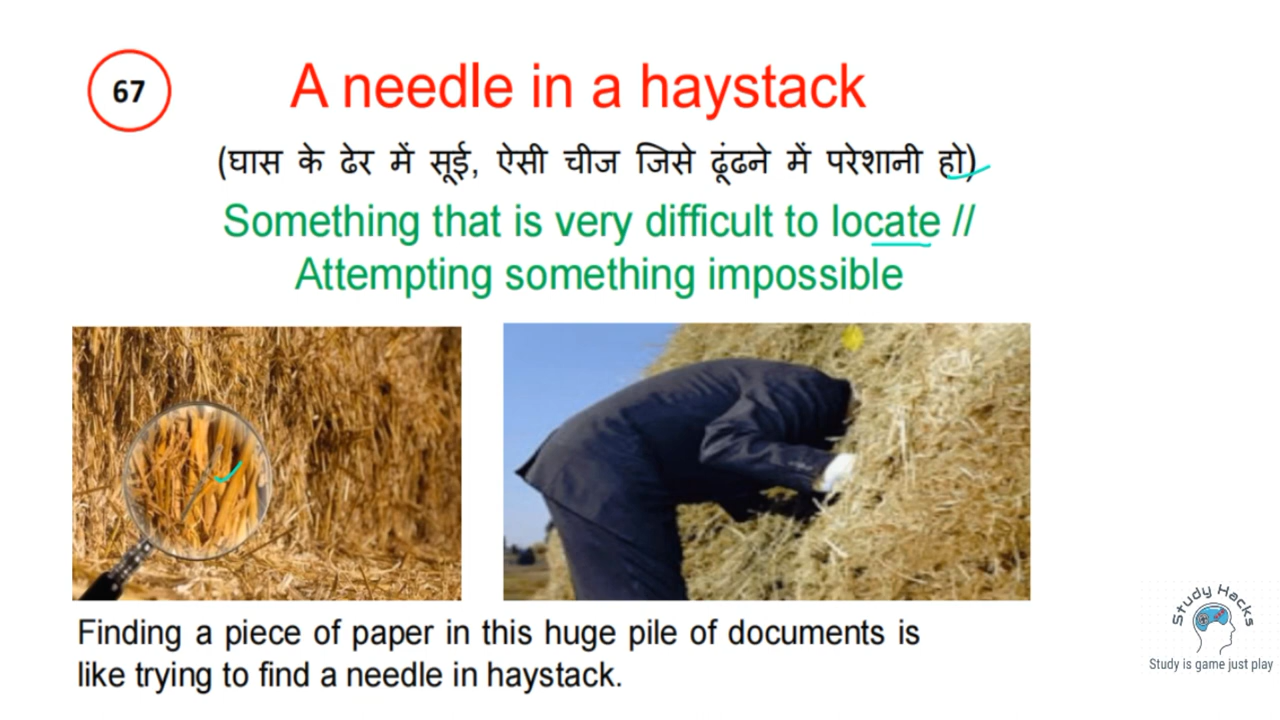 67
A needle in a haystack
(घास के ढेर में सूई, ऐसी चीज जिसे ढूंढने में परेशानी हो)
Something that is very difficult to locate //
Attempting something impossible
Finding a piece of paper in this huge pile of documents is
like trying to find a needle in haystack.
Study Hacks
Study is game just play